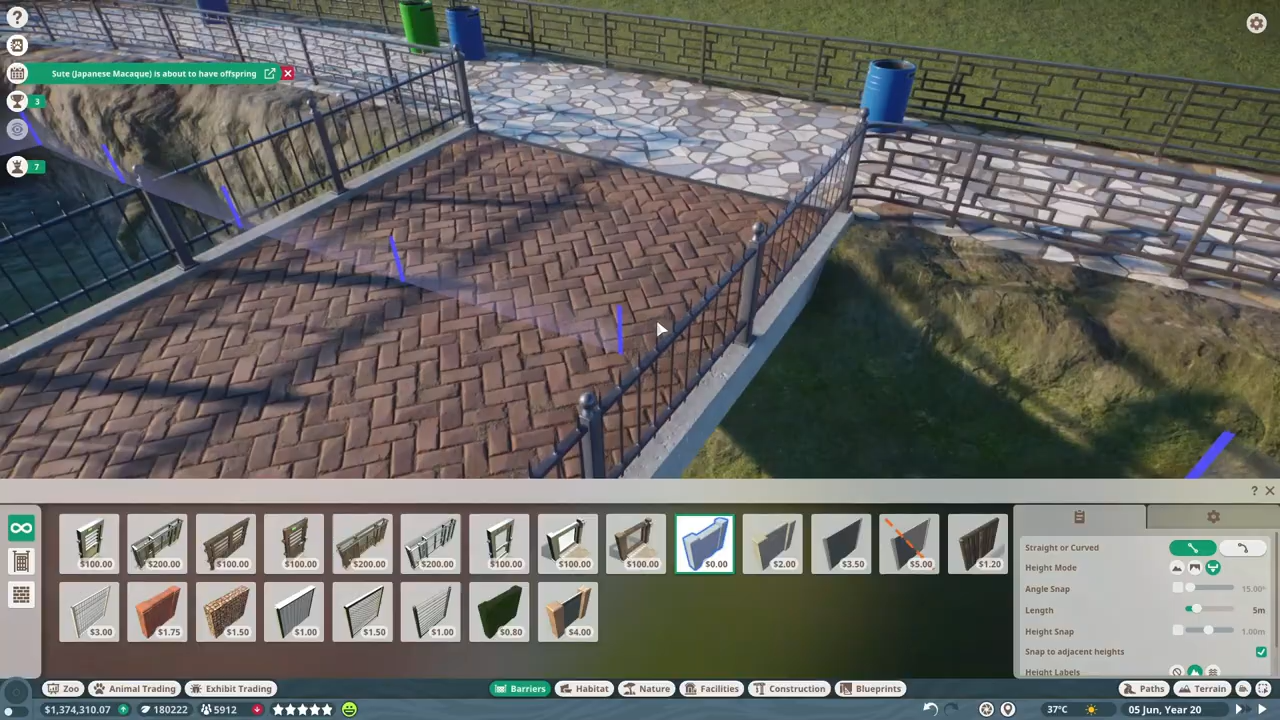 ?
Sute (Japanese Macaque) is about to have offspring
3
7
?
$100.00
$200.00
$100.00
$100.00
$200.00
$200.00
$100.00
$100.00
$100.00
$0.00
$2.00
$3.50
$5.00
$1.20
$3.00
$1.75
$1.50
$1.00
$1.50
$1.00
$0.80
$4.00
Straight or Curved
Height Mode
Angle Snap 15.00°
Length 5m
Height Snap 1.00m
Snap to adjacent heights
Height Labels
Zoo Animal Trading Exhibit Trading Barriers Habitat Nature Facilities Construction Blueprints Paths Terrain
$1,374,310.07 180222 5912 37°C 05 Jun, Year 20